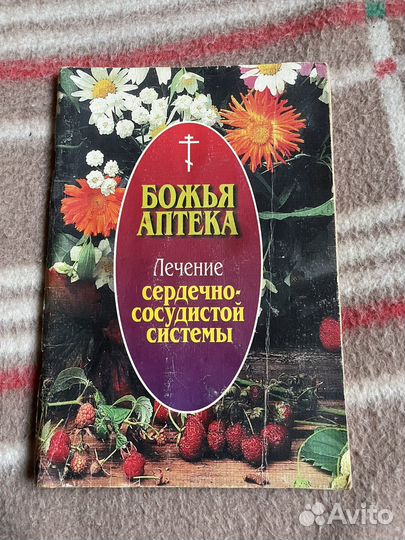 БОЖЬЯ
АПТЕКА
Лечение
сердечно-
сосудистой
системы
Avito